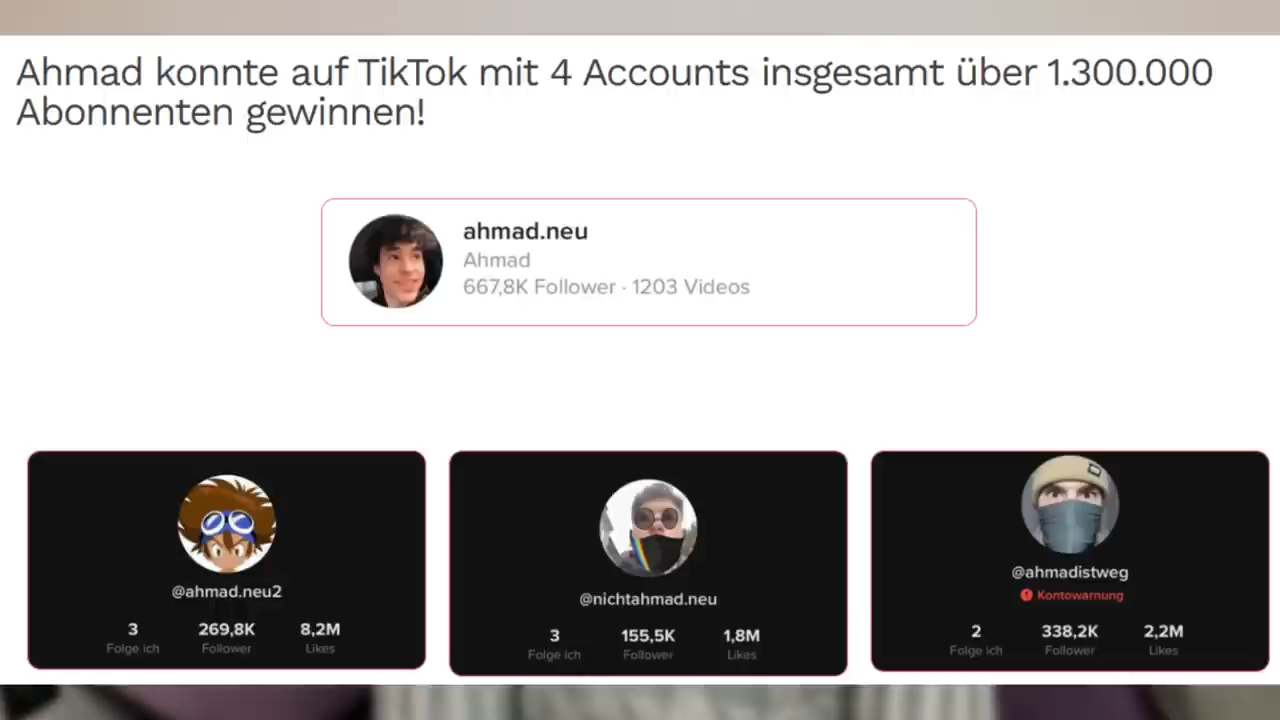 Ahmad konnte auf TikTok mit 4 Accounts insgesamt über 1.300.000
Abonnenten gewinnen!
ahmad.neu
Ahmad
667,8K Follower · 1203 Videos
@ahmad.neu2
3 269,8K 8,2M
Folge ich Follower Likes
@nichtahmad.neu
3 155,5K 1,8M
Folge ich Follower Likes
@ahmadistweg
Kontowarnung
2 338,2K 2,2M
Folge ich Follower Likes